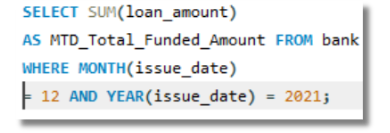 SELECT SUM(loan_amount)
AS MTD_Total_Funded_Amount FROM bank
WHERE MONTH(issue_date)
= 12 AND YEAR(issue_date) = 2021;